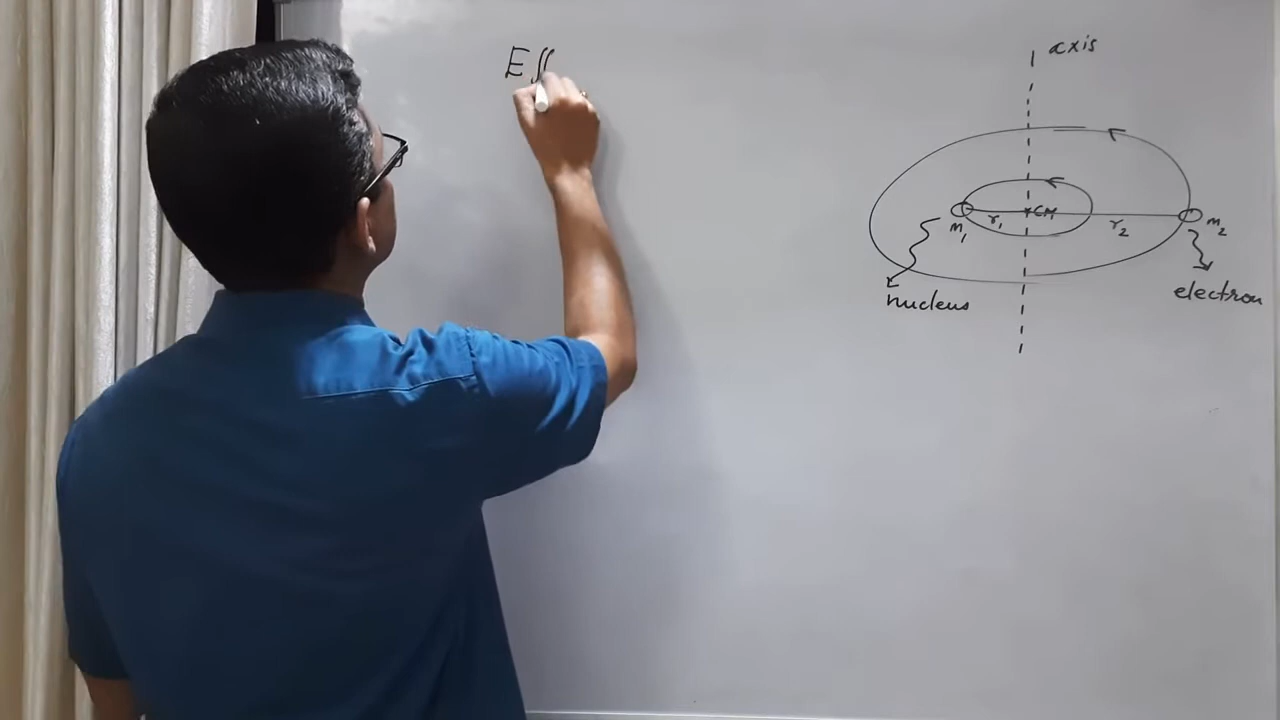 Eff
axis
CM
r₁
r₂
m₁
m₂
nucleus
electron